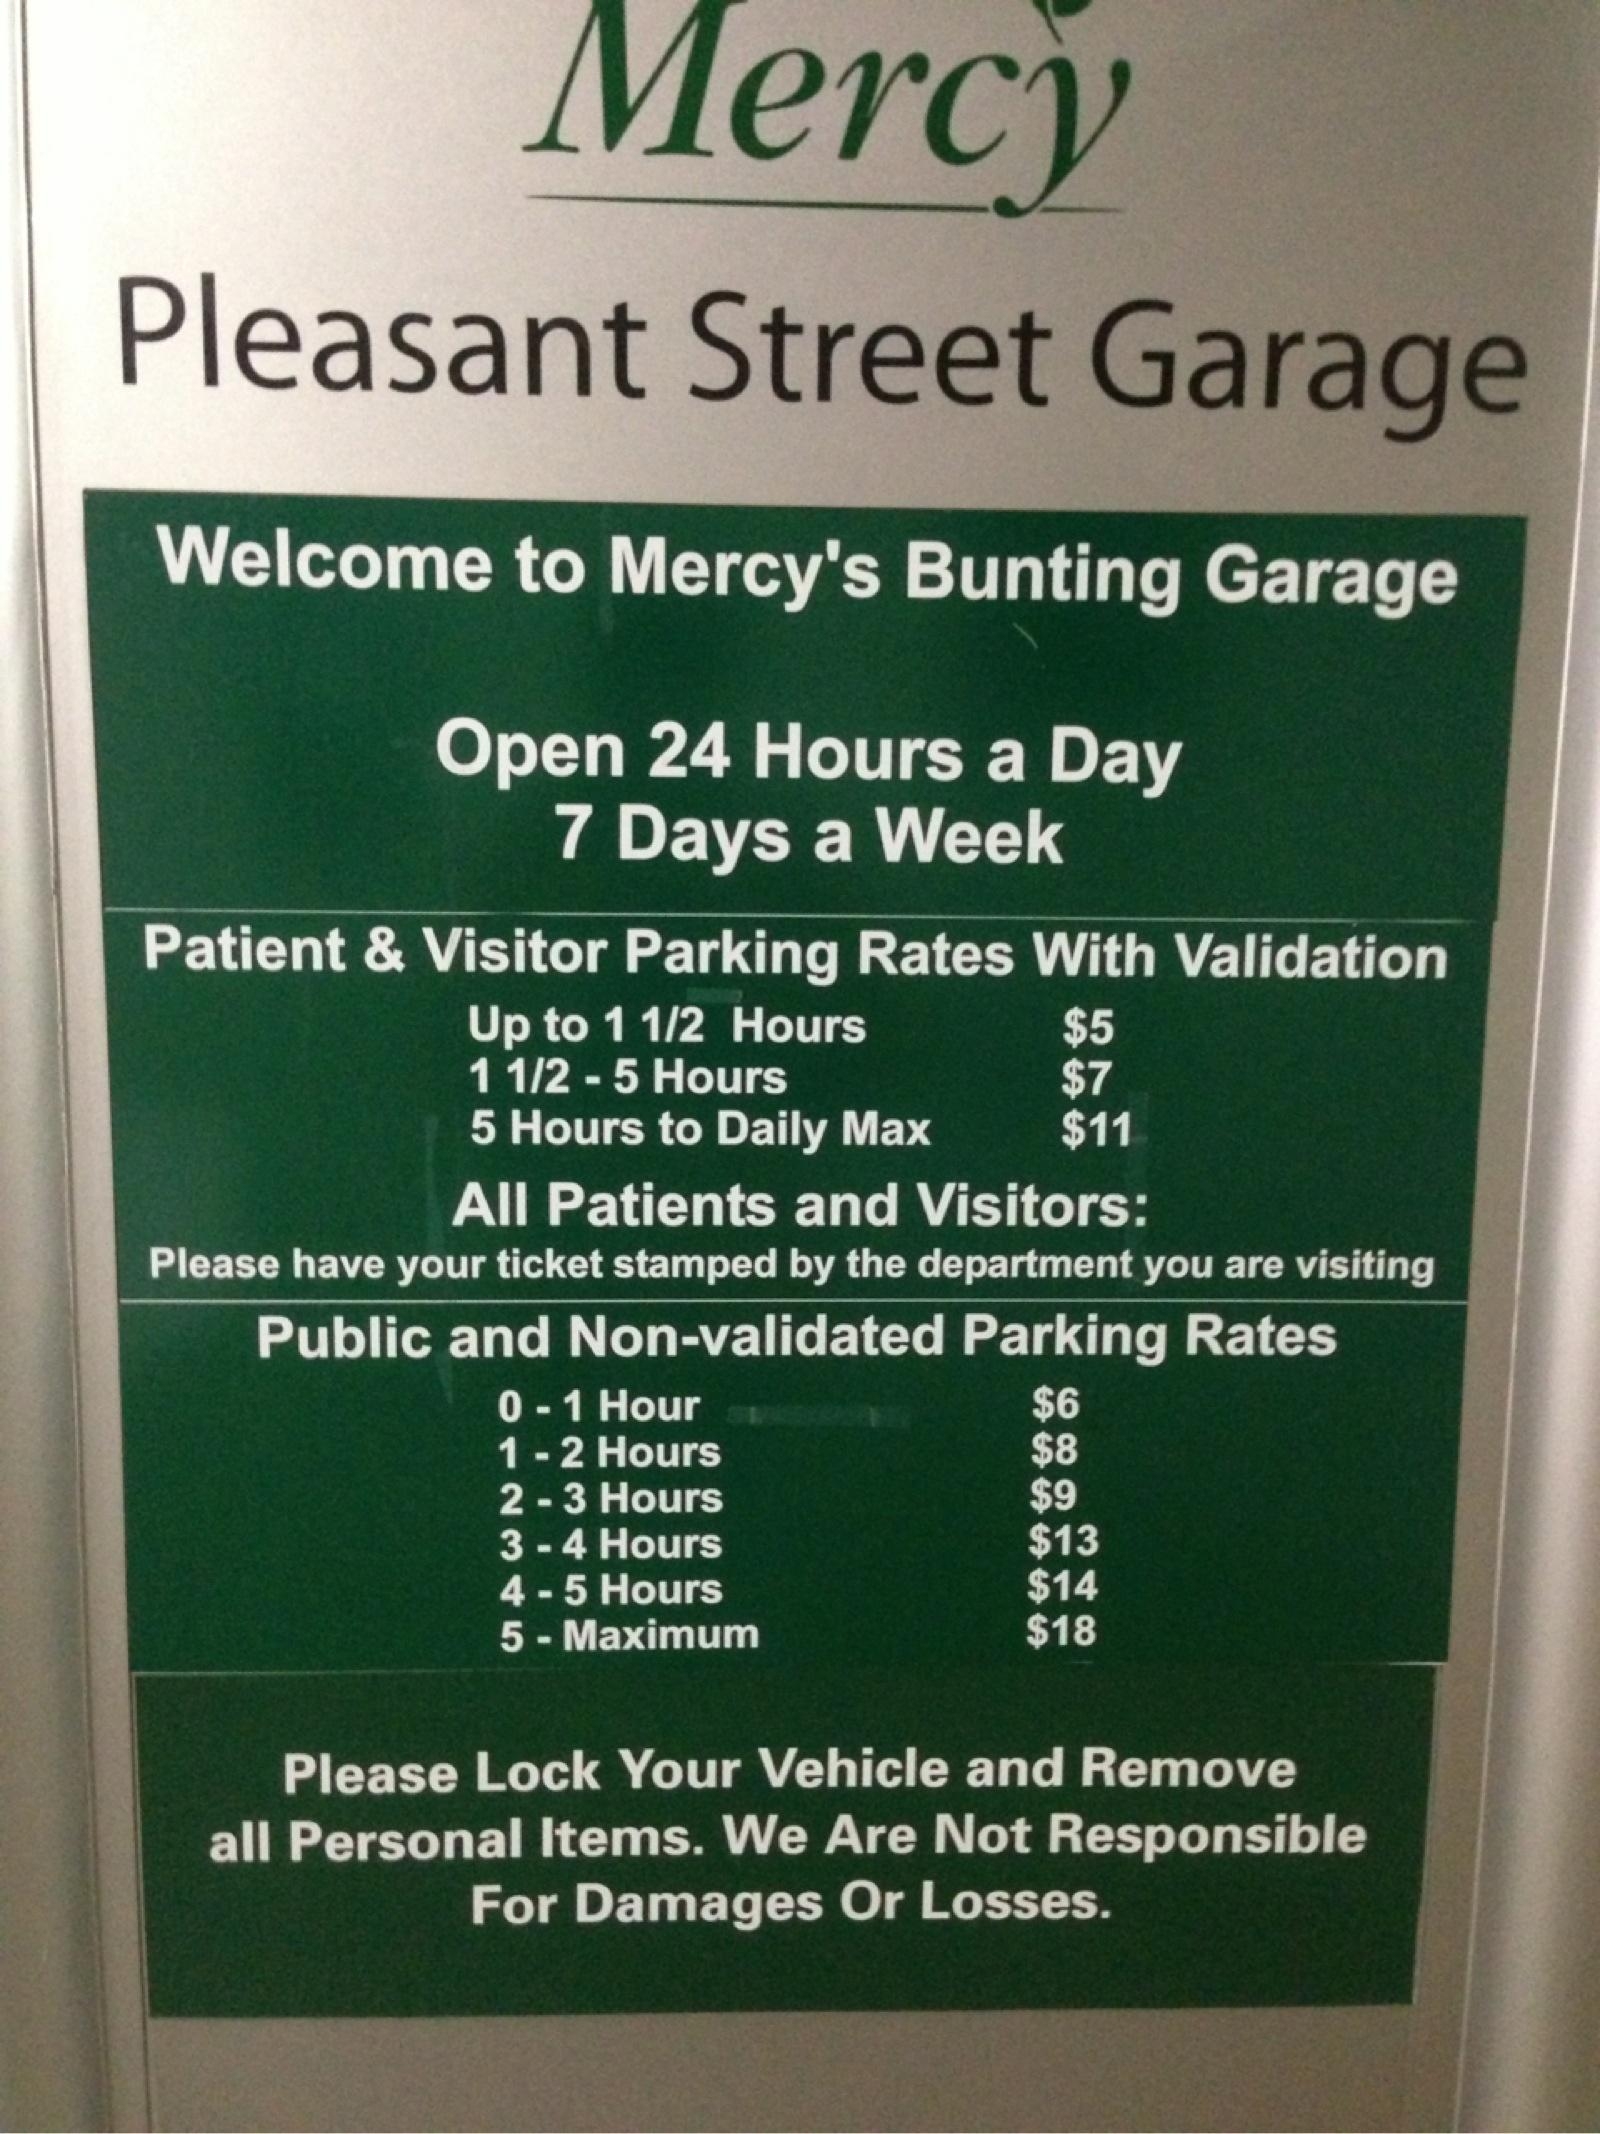 Mercy
Pleasant Street Garage
Welcome to Mercy's Bunting Garage
Open 24 Hours a Day
7 Days a Week
Patient & Visitor Parking Rates With Validation
Up to 1 1/2 Hours $5
1 1/2 - 5 Hours $7
5 Hours to Daily Max $11
All Patients and Visitors:
Please have your ticket stamped by the department you are visiting
Public and Non-validated Parking Rates
0 - 1 Hour $6
1 - 2 Hours $8
2 - 3 Hours $9
3 - 4 Hours $13
4 - 5 Hours $14
5 - Maximum $18
Please Lock Your Vehicle and Remove
all Personal Items. We Are Not Responsible
For Damages Or Losses.